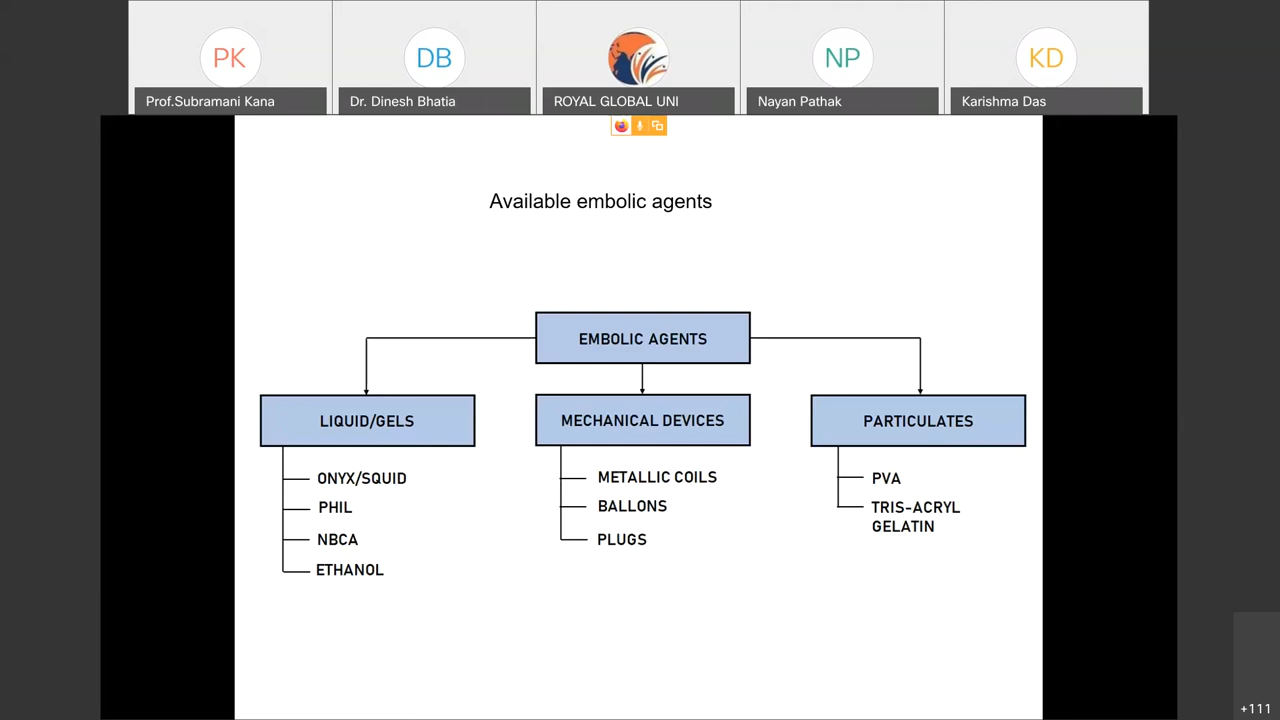 PK
DB
NP
KD
Prof.Subramani Kana
Dr. Dinesh Bhatia
ROYAL GLOBAL UNI
Nayan Pathak
Karishma Das
Available embolic agents
EMBOLIC AGENTS
LIQUID/GELS
ONYX/SQUID
PHIL
NBCA
ETHANOL
MECHANICAL DEVICES
METALLIC COILS
BALLONS
PLUGS
PARTICULATES
PVA
TRIS-ACRYL
GELATIN
+111